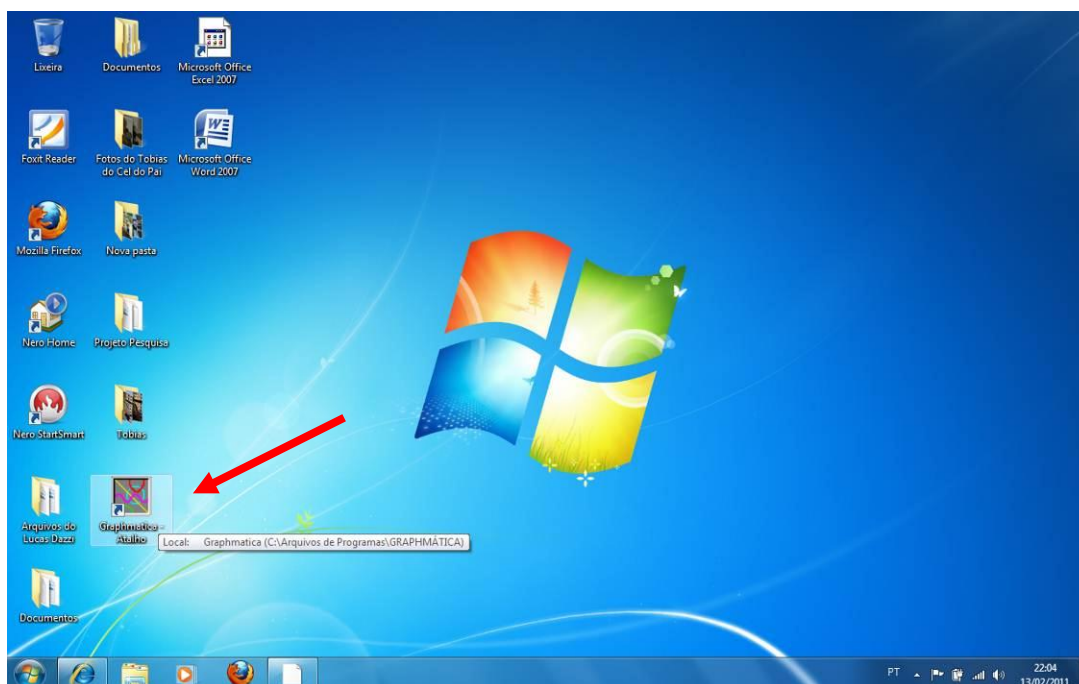 Lixeira
Documentos
Microsoft Office
Excel 2007
Foxit Reader
Fotos do Tobias
do Cel do Pai
Microsoft Office
Word 2007
Mozilla Firefox
Nova pasta
Nero Home
Projeto Pesquisa
Nero StartSmart
Tobias
Arquivos do
Lucas Dazzi
Graphmatica -
Atalho
Local: Graphmatica (C:\Arquivos de Programas\GRAPHMÁTICA)
Documentos
PT
22:04
13/02/2011